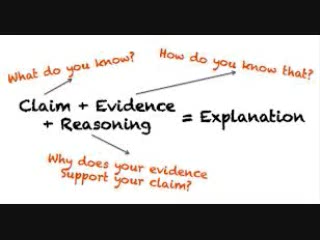 What do you know?
How do you know that?
Claim + Evidence
+ Reasoning
= Explanation
Why does your evidence
support your claim?